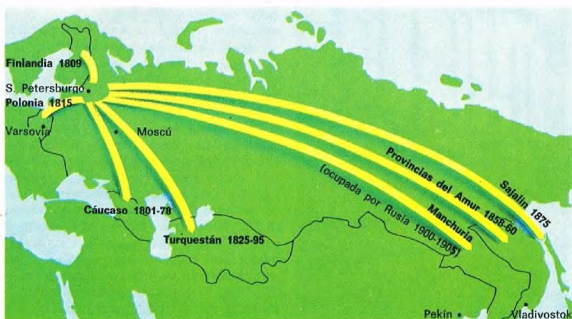 Finlandia 1809
S. Petersburgo
Polonia 1815
Varsovia
Moscú
Cáucaso 1801-78
Turquestán 1825-95
Sajalin 1875
Provincias del Amur 1858-60
Manchuria
(ocupada por Rusia 1900-1905)
Pekín
Vladivostok